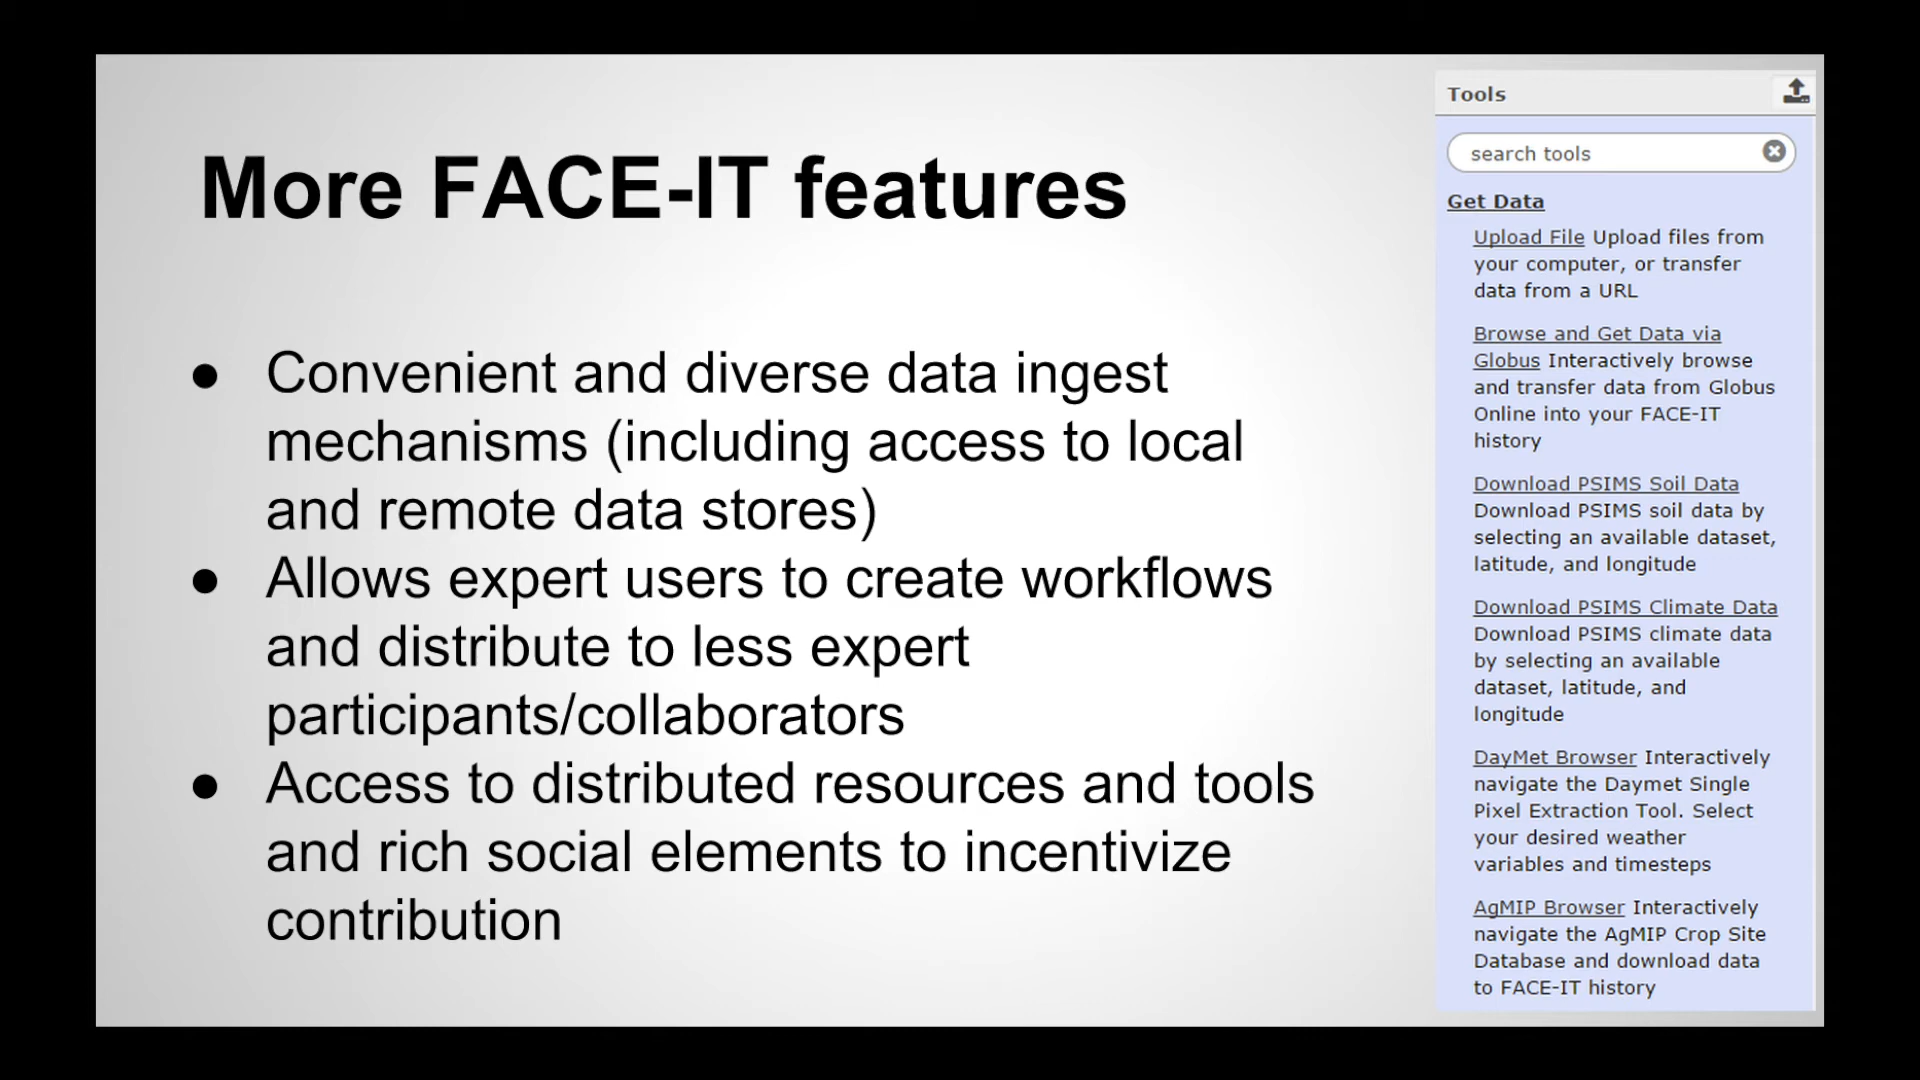 More FACE-IT features
● Convenient and diverse data ingest
mechanisms (including access to local
and remote data stores)
● Allows expert users to create workflows
and distribute to less expert
participants/collaborators
● Access to distributed resources and tools
and rich social elements to incentivize
contribution
Tools
search tools
Get Data
Upload File Upload files from
your computer, or transfer
data from a URL
Browse and Get Data via
Globus Interactively browse
and transfer data from Globus
Online into your FACE-IT
history
Download PSIMS Soil Data
Download PSIMS soil data by
selecting an available dataset,
latitude, and longitude
Download PSIMS Climate Data
Download PSIMS climate data
by selecting an available
dataset, latitude, and
longitude
DayMet Browser Interactively
navigate the Daymet Single
Pixel Extraction Tool. Select
your desired weather
variables and timesteps
AgMIP Browser Interactively
navigate the AgMIP Crop Site
Database and download data
to FACE-IT history